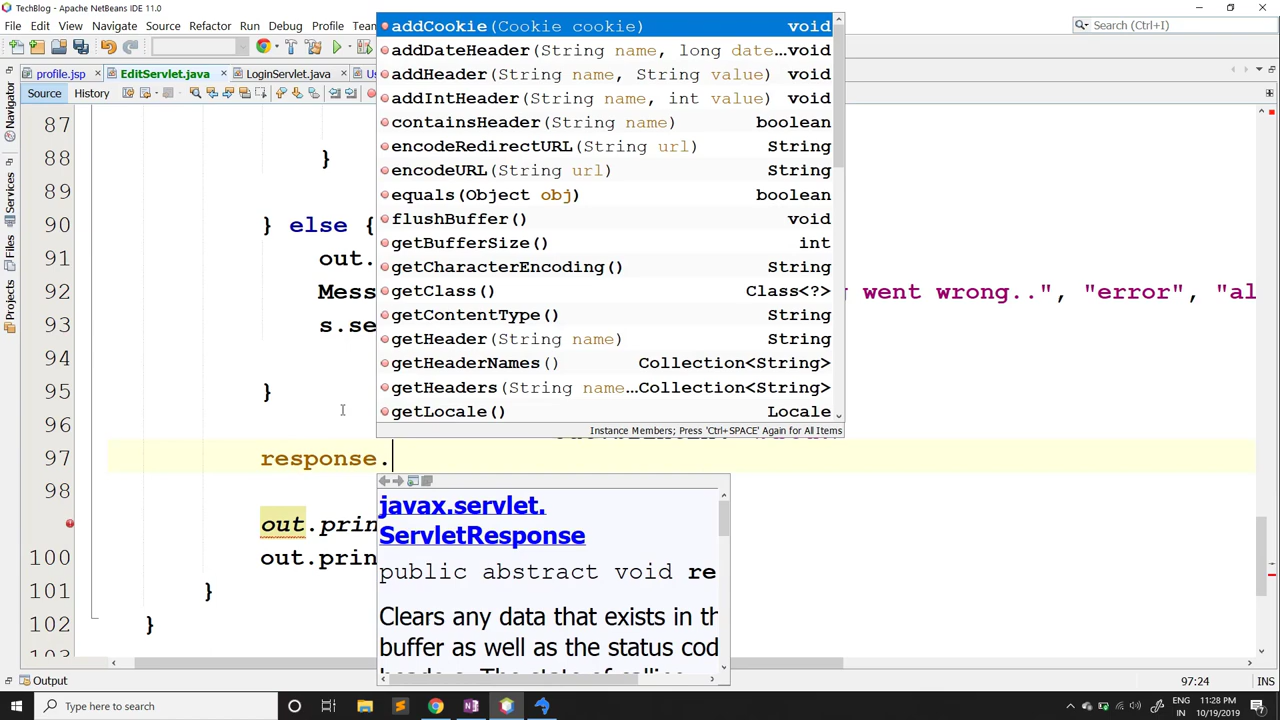 TechBlog - Apache NetBeans IDE 11.0
File Edit View Navigate Source Refactor Run Debug Profile Team
Search (Ctrl+I)
profile.jsp EditServlet.java LoginServlet.java
Source History
Navigator
Services
Files
Projects
87
88 }
89
90 } else {
91 out.
92 Mess went wrong..", "error", "al
93 s.se
94
95 }
96
97 response.
98
out.prin
100 out.prin
101 }
102 }
addCookie(Cookie cookie) void
addDateHeader(String name, long date... void
addHeader(String name, String value) void
addIntHeader(String name, int value) void
containsHeader(String name) boolean
encodeRedirectURL(String url) String
encodeURL(String url) String
equals(Object obj) boolean
flushBuffer() void
getBufferSize() int
getCharacterEncoding() String
getClass() Class<?>
getContentType() String
getHeader(String name) String
getHeaderNames() Collection<String>
getHeaders(String name... Collection<String>
getLocale() Locale
Instance Members; Press 'Ctrl+SPACE' Again for All Items
javax.servlet.
ServletResponse
public abstract void re
Clears any data that exists in th
buffer as well as the status cod
Output
97:24 INS
Type here to search
ENG
IN
11:28 PM
10/19/2019